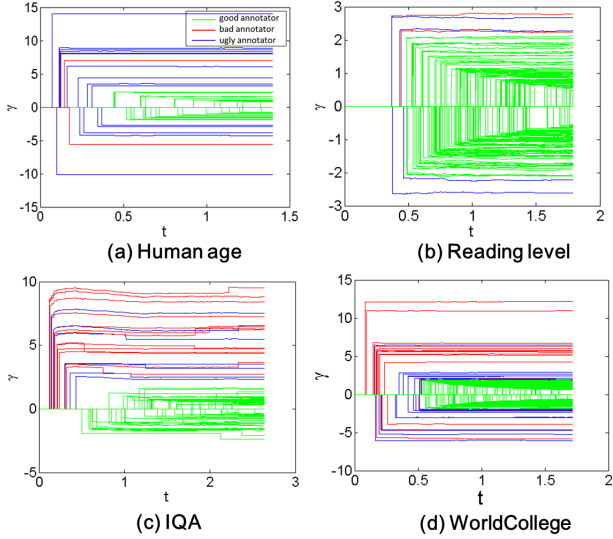 good annotator
bad annotator
ugly annotator
15
10
5
0
-5
-10
-15
γ
0
0.5
1
1.5
t
(a) Human age
3
2
1
0
-1
-2
-3
γ
0
0.5
1
1.5
2
t
(b) Reading level
10
5
0
-5
γ
0
1
2
3
t
(c) IQA
15
10
5
0
-5
-10
γ
0
0.5
1
1.5
2
t
(d) WorldCollege